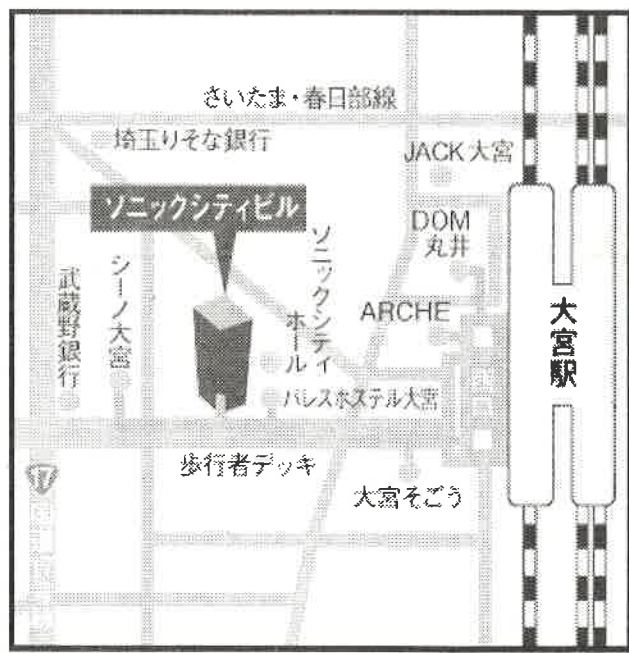 さいたま・春日部線
埼玉りそな銀行
JACK大宮
ソニックシティビル
DOM
丸井
ソニックシティ
ホール
ARCHE
シーノ大宮
武蔵野銀行
大宮駅
パレスホステル大宮
歩行者デッキ
大宮そごう
17